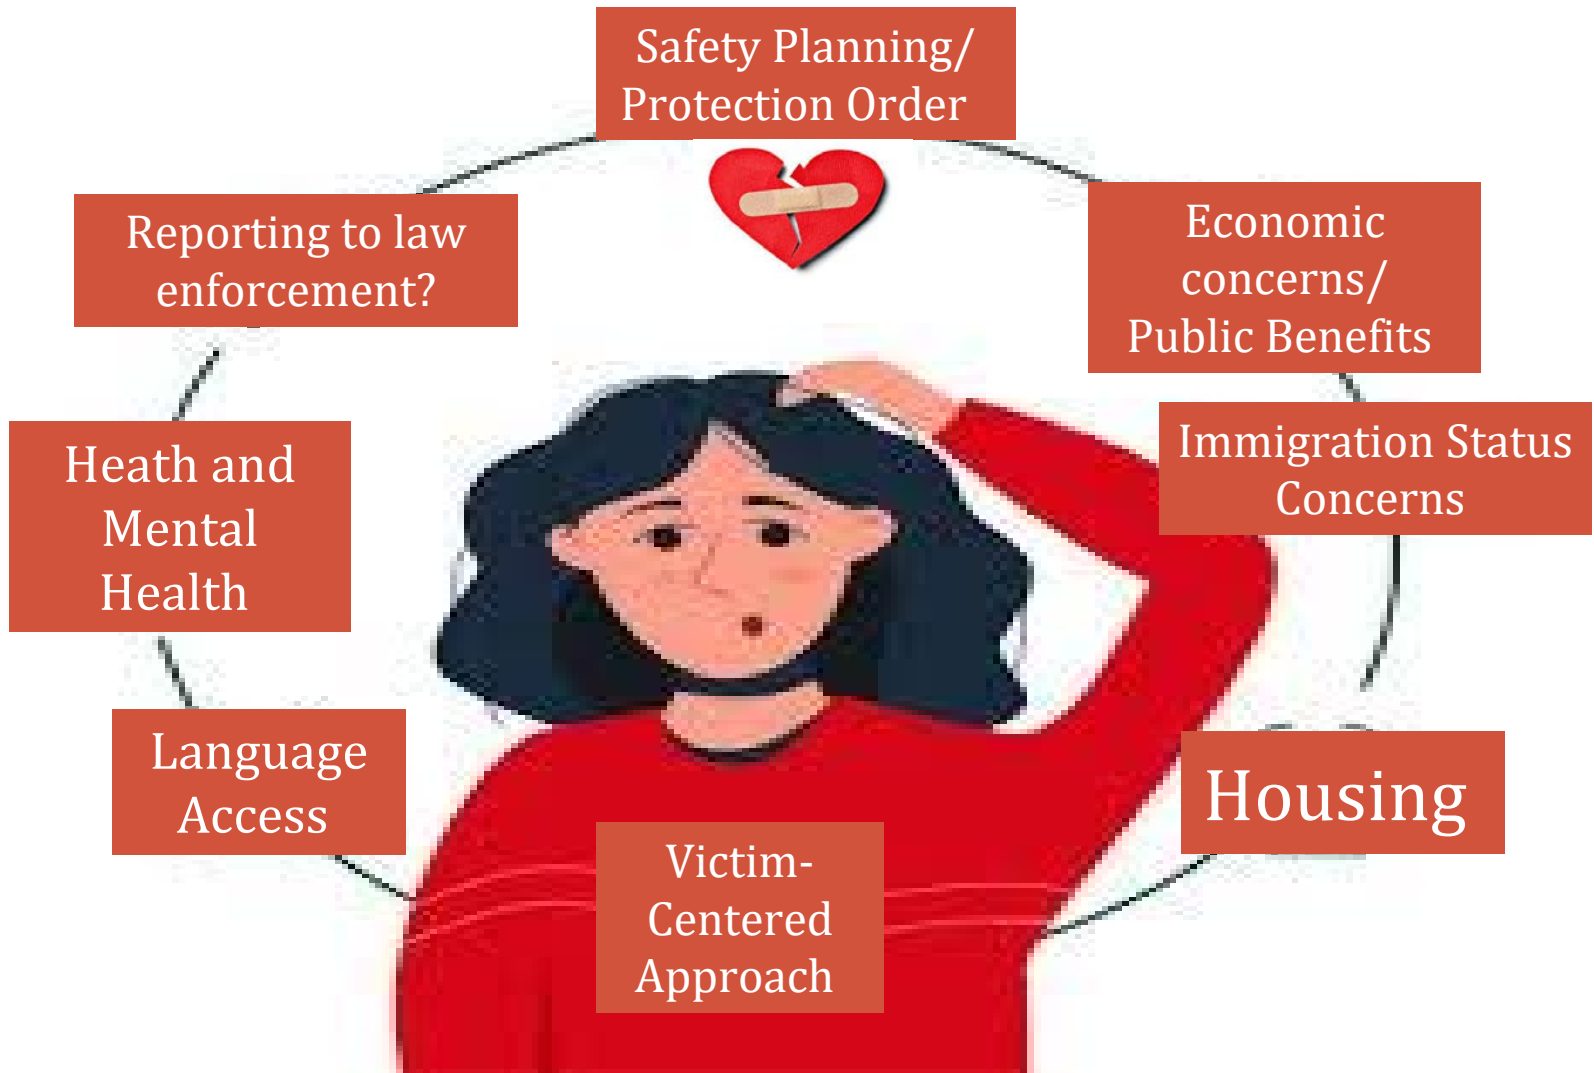 Safety Planning/
Protection Order
Reporting to law
enforcement?
Economic
concerns/
Public Benefits
Heath and
Mental
Health
Immigration Status
Concerns
Language
Access
Housing
Victim-
Centered
Approach